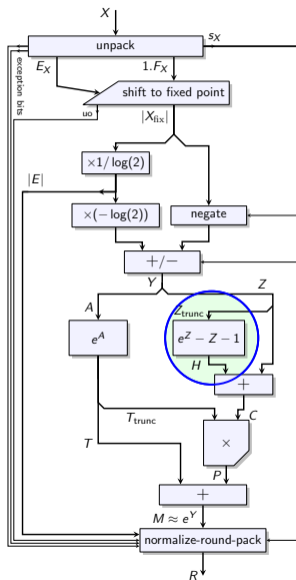 X
unpack
s_X
exception bits
E_X
1.F_X
shift to fixed point
on
|X_fix|
×1/log(2)
|E|
×(−log(2))
negate
+/−
Y
Z
A
Z_trunc
e^A
e^Z − Z − 1
H
+
T_trunc
C
×
T
P
+
M ≈ e^Y
normalize-round-pack
R